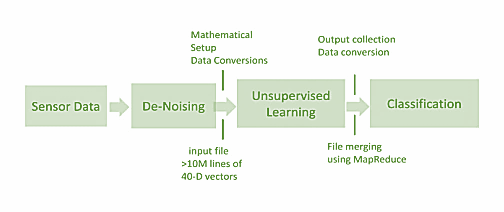 Mathematical
Setup
Data Conversions
Output collection
Data conversion
Sensor Data
De-Noising
Unsupervised
Learning
Classification
input file
>10M lines of
40-D vectors
File merging
using MapReduce